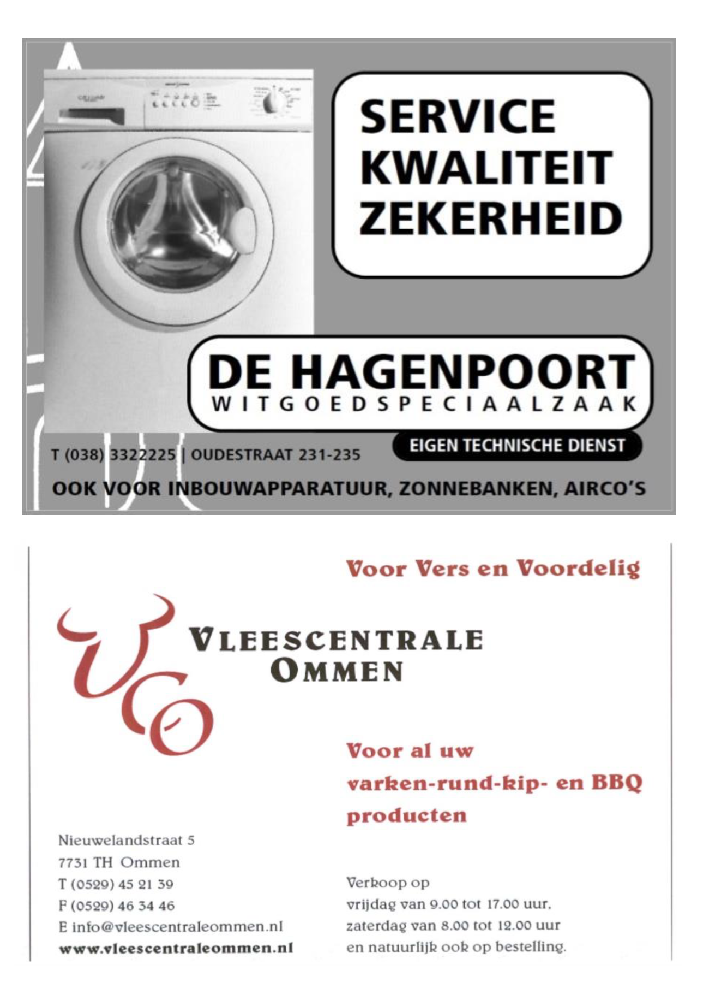 SERVICE
KWALITEIT
ZEKERHEID
DE HAGENPOORT
WITGOEDSPECIAALZAAK
EIGEN TECHNISCHE DIENST
T (038) 3322225 | OUDESTRAAT 231-235
OOK VOOR INBOUWAPPARATUUR, ZONNEBANKEN, AIRCO'S
Voor Vers en Voordelig
VCO
VLEESCENTRALE
OMMEN
Voor al uw
varken-rund-kip- en BBQ
producten
Nieuwelandstraat 5
7731 TH Ommen
T (0529) 45 21 39
F (0529) 46 34 46
E info@vleescentraleommen.nl
www.vleescentraleommen.nl
Verkoop op
vrijdag van 9.00 tot 17.00 uur,
zaterdag van 8.00 tot 12.00 uur
en natuurlijk ook op bestelling.